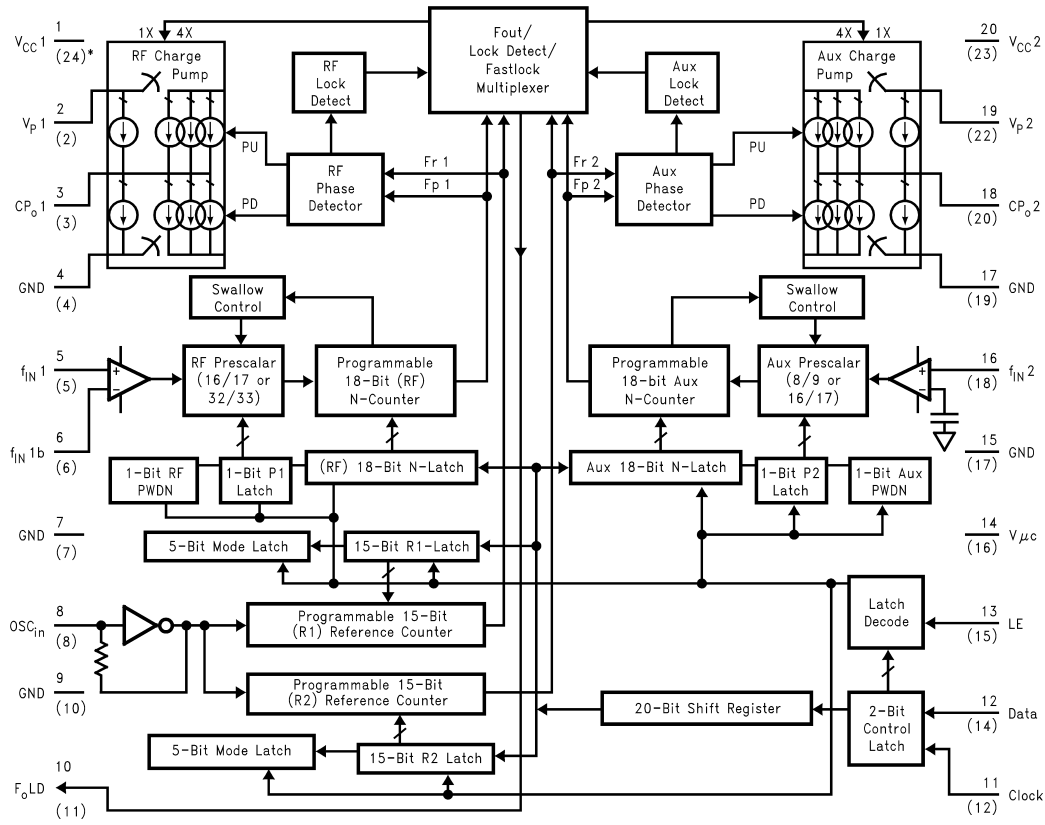 1
V_CC 1
(24)*
2
V_P 1
(2)
3
CP_o 1
(3)
4
GND
(4)
5
f_IN 1
(5)
6
f_IN 1b
(6)
7
GND
(7)
8
OSC_in
(8)
9
GND
(10)
10
F_oLD
(11)
1X 4X
RF Charge
Pump
RF
Lock
Detect
Fout/
Lock Detect/
Fastlock
Multiplexer
Aux
Lock
Detect
4X 1X
Aux Charge
Pump
PU
PD
RF
Phase
Detector
Fr 1
Fp 1
Fr 2
Fp 2
Aux
Phase
Detector
PU
PD
Swallow
Control
Swallow
Control
+
−
RF Prescalar
(16/17 or
32/33)
Programmable
18-Bit (RF)
N-Counter
Programmable
18-bit Aux
N-Counter
Aux Prescalar
(8/9 or
16/17)
+
−
1-Bit RF
PWDN
1-Bit P1
Latch
(RF) 18-Bit N-Latch
Aux 18-Bit N-Latch
1-Bit P2
Latch
1-Bit Aux
PWDN
5-Bit Mode Latch
15-Bit R1-Latch
Programmable 15-Bit
(R1) Reference Counter
Latch
Decode
Programmable 15-Bit
(R2) Reference Counter
20-Bit Shift Register
2-Bit
Control
Latch
5-Bit Mode Latch
15-Bit R2 Latch
20
V_CC 2
(23)
19
V_P 2
(22)
18
CP_o 2
(20)
17
GND
(19)
16
f_IN 2
(18)
15
GND
(17)
14
Vμc
(16)
13
LE
(15)
12
Data
(14)
11
Clock
(12)